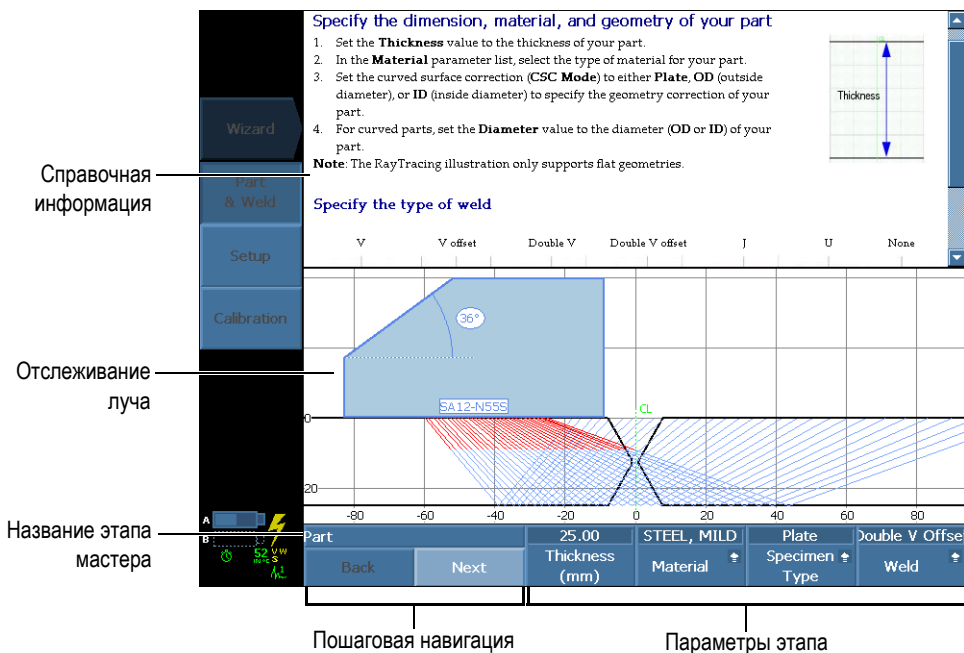 Specify the dimension, material, and geometry of your part
1. Set the Thickness value to the thickness of your part.
2. In the Material parameter list, select the type of material for your part.
3. Set the curved surface correction (CSC Mode) to either Plate, OD (outside
diameter), or ID (inside diameter) to specify the geometry correction of your
part.
4. For curved parts, set the Diameter value to the diameter (OD or ID) of your
part.
Note: The RayTracing illustration only supports flat geometries.
Thickness
Specify the type of weld
V V offset Double V Double V offset J U None
Wizard
Part
& Weld
Setup
Calibration
Справочная
информация
Отслеживание
луча
Название этапа
мастера
36°
SA12-N55S
CL
0
20
-80 -60 -40 -20 0 20 40 60 80
A
B
52
V W
S
1
Part
Back Next
25.00
Thickness
(mm)
STEEL, MILD
Material
Plate
Specimen
Type
Double V Offse
Weld
Пошаговая навигация
Параметры этапа